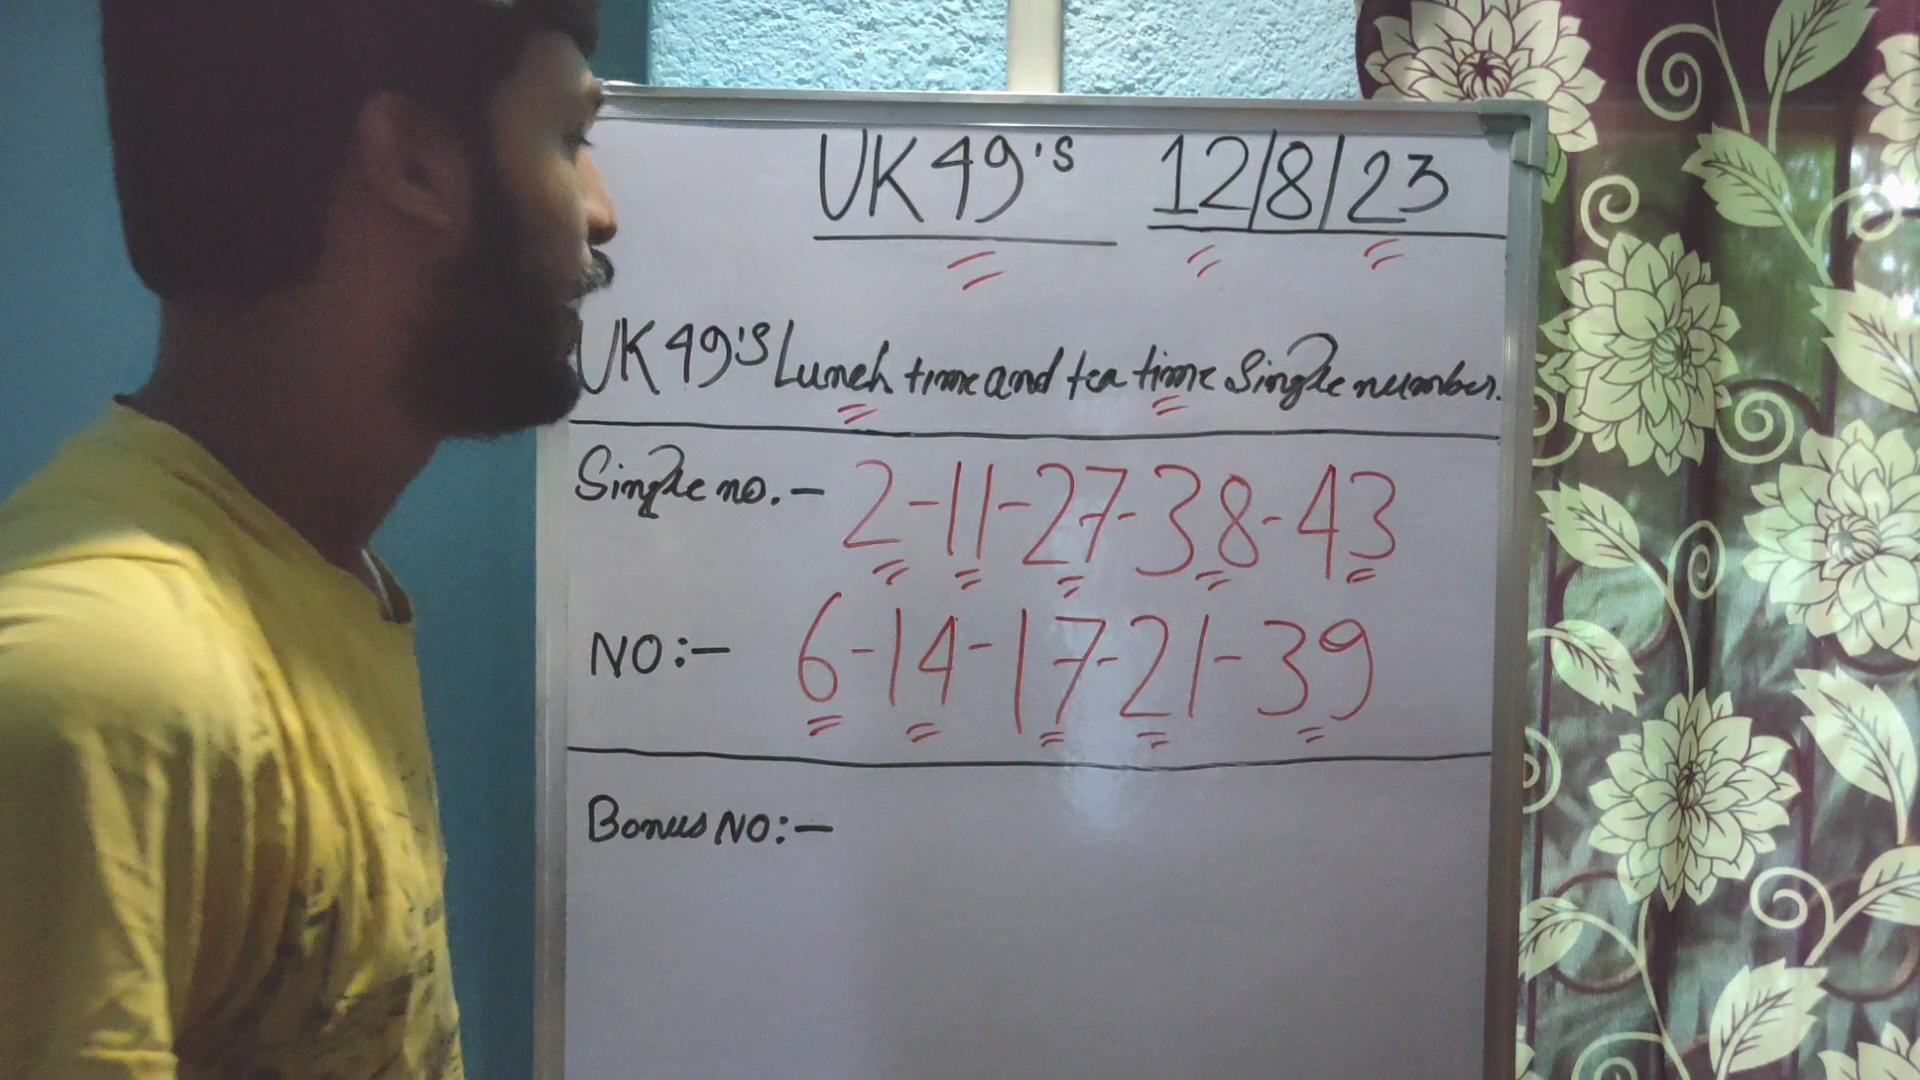 UK49's 12/8/23
UK49's Lunch time and tea time Single number.
Single no.- 2-11-27-38-43
NO:- 6-14-17-21-39
Bonus NO:-